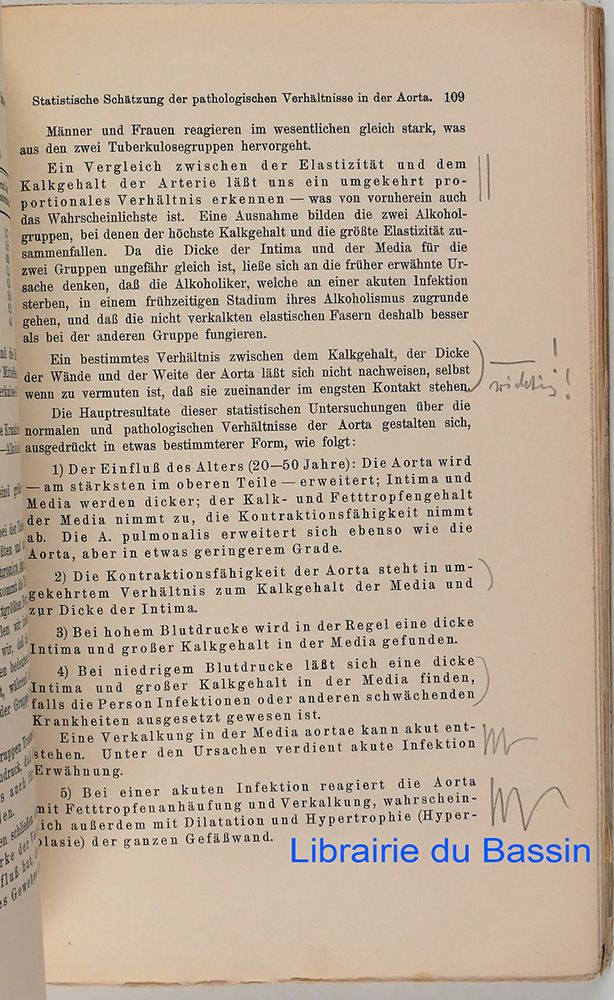 Statistische Schätzung der pathologischen Verhältnisse in der Aorta. 109
Männer und Frauen reagieren im wesentlichen gleich stark, was
aus den zwei Tuberkulosegruppen hervorgeht.
Ein Vergleich zwischen der Elastizität und dem
Kalkgehalt der Arterie läßt uns ein umgekehrt pro-
portionales Verhältnis erkennen — was von vornherein auch
das Wahrscheinlichste ist. Eine Ausnahme bilden die zwei Alkohol-
gruppen, bei denen der höchste Kalkgehalt und die größte Elastizität zu-
sammenfallen. Da die Dicke der Intima und der Media für die
zwei Gruppen ungefähr gleich ist, ließe sich an die früher erwähnte Ur-
sache denken, daß die Alkoholiker, welche an einer akuten Infektion
sterben, in einem frühzeitigen Stadium ihres Alkoholismus zugrunde
gehen, und daß die nicht verkalkten elastischen Fasern deshalb besser
als bei der anderen Gruppe fungieren.
Ein bestimmtes Verhältnis zwischen dem Kalkgehalt, der Dicke
der Wände und der Weite der Aorta läßt sich nicht nachweisen, selbst
wenn zu vermuten ist, daß sie zueinander im engsten Kontakt stehen.
wichtig!
Die Hauptresultate dieser statistischen Untersuchungen über die
normalen und pathologischen Verhältnisse der Aorta gestalten sich,
ausgedrückt in etwas bestimmterer Form, wie folgt:
1) Der Einfluß des Alters (20—50 Jahre): Die Aorta wird
— am stärksten im oberen Teile — erweitert; Intima und
Media werden dicker; der Kalk- und Fetttropfengehalt
der Media nimmt zu, die Kontraktionsfähigkeit nimmt
ab. Die A. pulmonalis erweitert sich ebenso wie die
Aorta, aber in etwas geringerem Grade.
2) Die Kontraktionsfähigkeit der Aorta steht in um-
gekehrtem Verhältnis zum Kalkgehalt der Media und
zur Dicke der Intima.
3) Bei hohem Blutdrucke wird in der Regel eine dicke
Intima und großer Kalkgehalt in der Media gefunden.
4) Bei niedrigem Blutdrucke läßt sich eine dicke
Intima und großer Kalkgehalt in der Media finden,
falls die Person Infektionen oder anderen schwächenden
Krankheiten ausgesetzt gewesen ist.
Eine Verkalkung in der Media aortae kann akut ent-
stehen. Unter den Ursachen verdient akute Infektion
Erwähnung.
5) Bei einer akuten Infektion reagiert die Aorta
mit Fetttropfenanhäufung und Verkalkung, wahrschein-
lich außerdem mit Dilatation und Hypertrophie (Hyper-
plasie) der ganzen Gefäßwand.
Librairie du Bassin